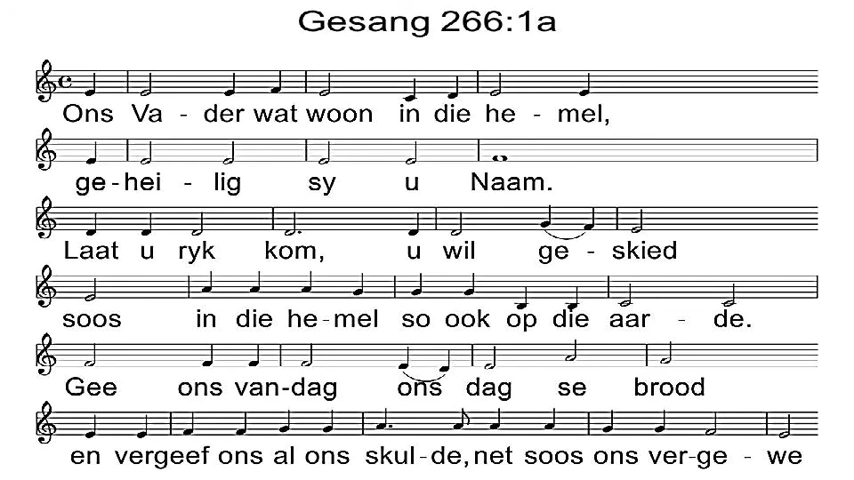 Gesang 266:1a
Ons Va - der wat woon in die he - mel,
ge - hei - lig sy u Naam.
Laat u ryk kom, u wil ge - skied
soos in die he - mel so ook op die aar - de.
Gee ons van-dag ons dag se brood
en vergeef ons al ons skul-de, net soos ons ver-ge - we